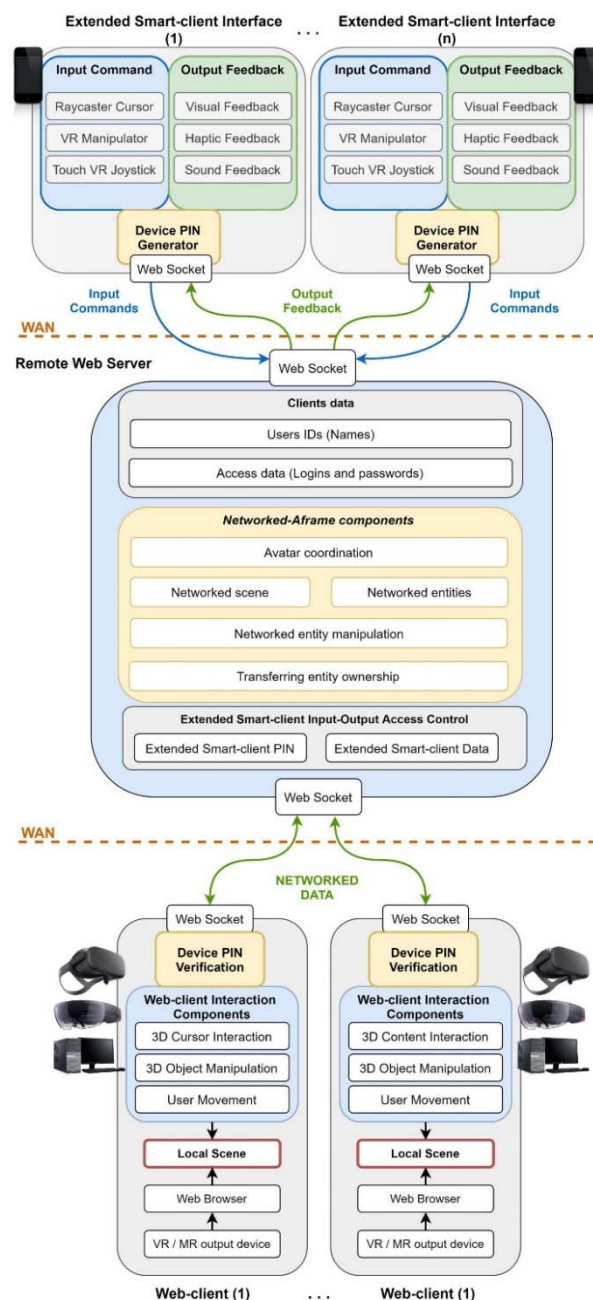 Extended Smart-client Interface
(1)
. . .
Extended Smart-client Interface
(n)
Input Command
Output Feedback
Raycaster Cursor
Visual Feedback
VR Manipulator
Haptic Feedback
Touch VR Joystick
Sound Feedback
Device PIN
Generator
Web Socket
Input Command
Output Feedback
Raycaster Cursor
Visual Feedback
VR Manipulator
Haptic Feedback
Touch VR Joystick
Sound Feedback
Device PIN
Generator
Web Socket
Input
Commands
Output
Feedback
Input
Commands
WAN
Remote Web Server
Web Socket
Clients data
Users IDs (Names)
Access data (Logins and passwords)
Networked-Aframe components
Avatar coordination
Networked scene
Networked entities
Networked entity manipulation
Transferring entity ownership
Extended Smart-client Input-Output Access Control
Extended Smart-client PIN
Extended Smart-client Data
Web Socket
WAN
NETWORKED
DATA
Web Socket
Device PIN
Verification
Web-client Interaction
Components
3D Cursor Interaction
3D Object Manipulation
User Movement
Local Scene
Web Browser
VR / MR output device
Web-client (1)
Web Socket
Device PIN
Verification
Web-client Interaction
Components
3D Content Interaction
3D Object Manipulation
User Movement
Local Scene
Web Browser
VR / MR output device
. . .
Web-client (1)